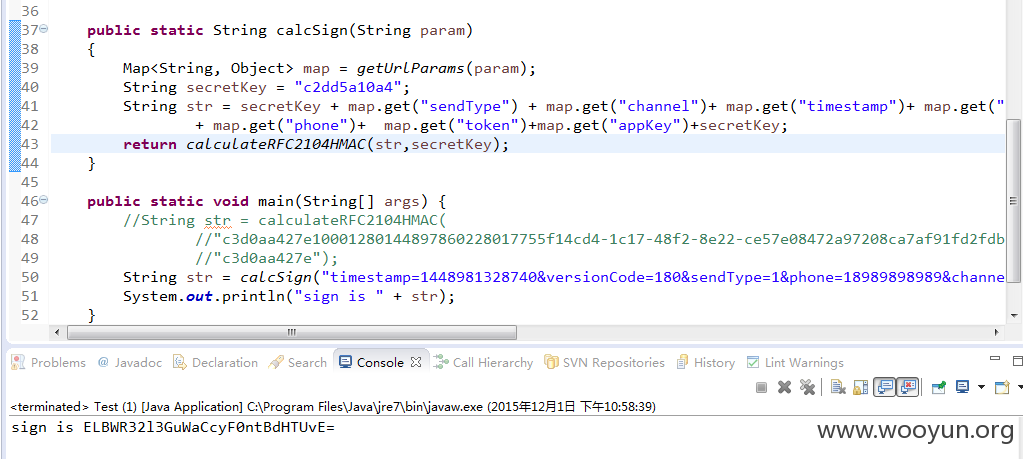 36
37 public static String calcSign(String param)
38 {
39 Map<String, Object> map = getUrlParams(param);
40 String secretKey = "c2dd5a10a4";
41 String str = secretKey + map.get("sendType") + map.get("channel")+ map.get("timestamp")+ map.get("
42 + map.get("phone")+ map.get("token")+map.get("appKey")+secretKey;
43 return calculateRFC2104HMAC(str,secretKey);
44 }
45
46 public static void main(String[] args) {
47 //String str = calculateRFC2104HMAC(
48 //"c3d0aa427e10001280144897860228017755f14cd4-1c17-48f2-8e22-ce57e08472a97208ca7af91fd2fdb
49 //"c3d0aa427e");
50 String str = calcSign("timestamp=1448981328740&versionCode=180&sendType=1&phone=18989898989&channe
51 System.out.println("sign is " + str);
52 }
Problems @ Javadoc Declaration Search Console Call Hierarchy SVN Repositories History Lint Warnings
<terminated> Test (1) [Java Application] C:\Program Files\Java\jre7\bin\javaw.exe (2015年12月1日 下午10:58:39)
sign is ELBWR32l3GuWaCcyF0ntBdHTUvE=
www.wooyun.org